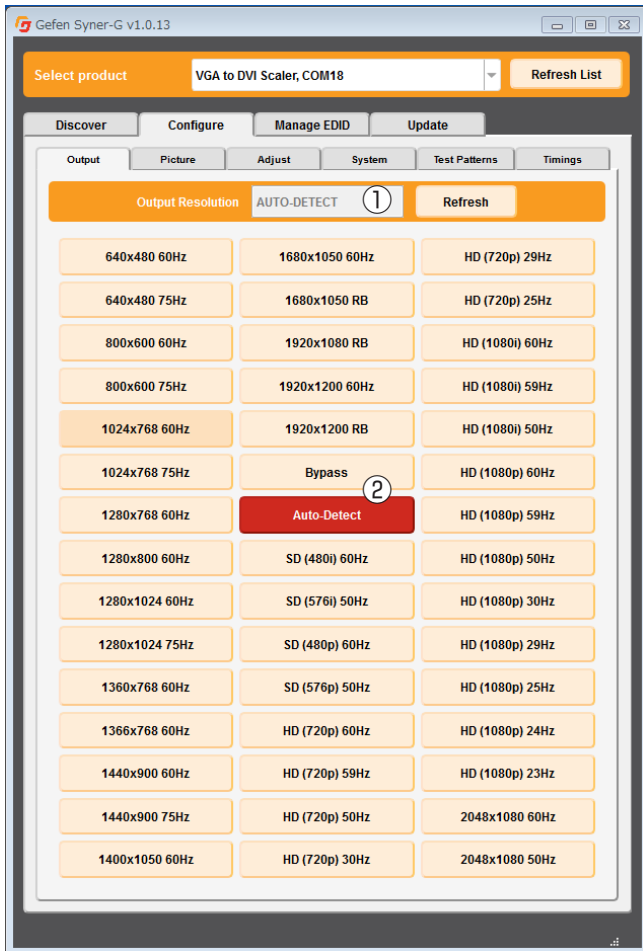 Gefen Syner-G v1.0.13
Select product VGA to DVI Scaler, COM18 Refresh List
Discover Configure Manage EDID Update
Output Picture Adjust System Test Patterns Timings
Output Resolution AUTO-DETECT ① Refresh
640x480 60Hz 1680x1050 60Hz HD (720p) 29Hz
640x480 75Hz 1680x1050 RB HD (720p) 25Hz
800x600 60Hz 1920x1080 RB HD (1080i) 60Hz
800x600 75Hz 1920x1200 60Hz HD (1080i) 59Hz
1024x768 60Hz 1920x1200 RB HD (1080i) 50Hz
1024x768 75Hz Bypass HD (1080p) 60Hz
②
1280x768 60Hz Auto-Detect HD (1080p) 59Hz
1280x800 60Hz SD (480i) 60Hz HD (1080p) 50Hz
1280x1024 60Hz SD (576i) 50Hz HD (1080p) 30Hz
1280x1024 75Hz SD (480p) 60Hz HD (1080p) 29Hz
1360x768 60Hz SD (576p) 50Hz HD (1080p) 25Hz
1366x768 60Hz HD (720p) 60Hz HD (1080p) 24Hz
1440x900 60Hz HD (720p) 59Hz HD (1080p) 23Hz
1440x900 75Hz HD (720p) 50Hz 2048x1080 60Hz
1400x1050 60Hz HD (720p) 30Hz 2048x1080 50Hz